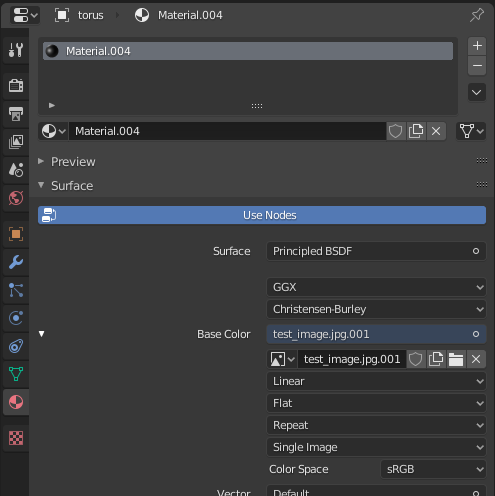 torus Material.004
Material.004
Material.004
Preview
Surface
Use Nodes
Surface Principled BSDF
GGX
Christensen-Burley
Base Color test_image.jpg.001
test_image.jpg.001
Linear
Flat
Repeat
Single Image
Color Space sRGB
Vector Default